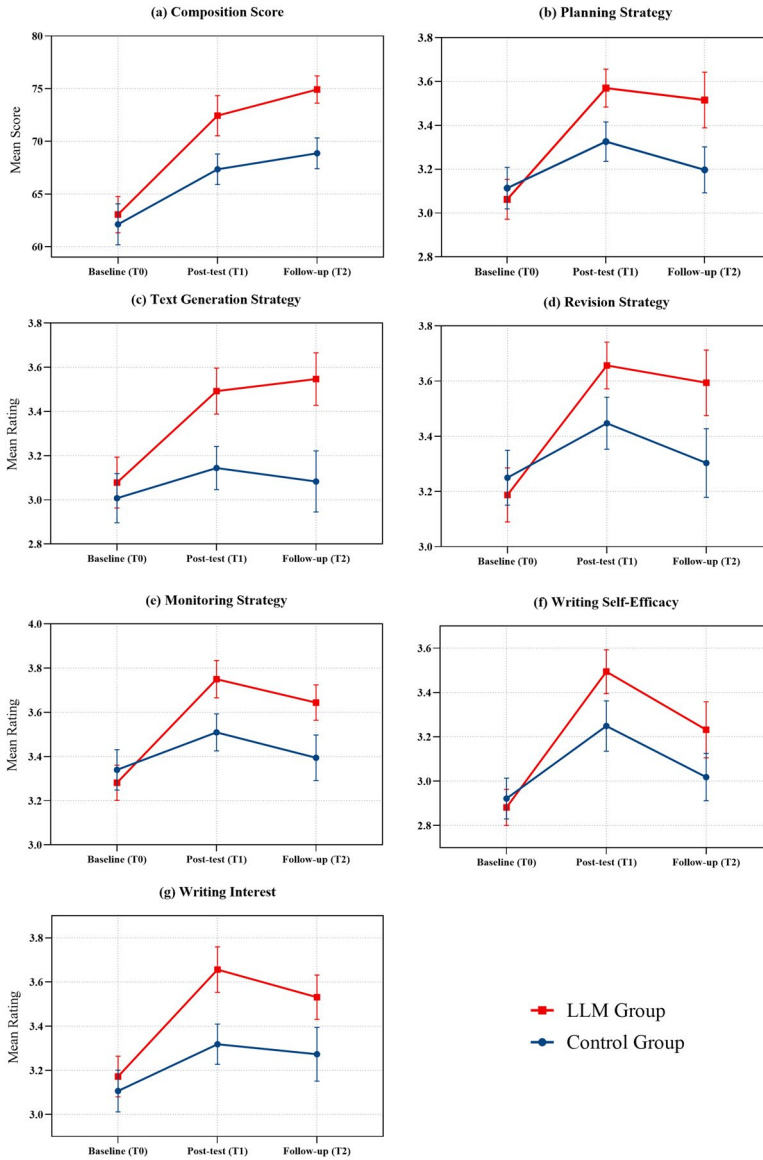 (a) Composition Score
80
75
70
65
60
Mean Score
Baseline (T0) Post-test (T1) Follow-up (T2)
(b) Planning Strategy
3.8
3.6
3.4
3.2
3.0
2.8
Baseline (T0) Post-test (T1) Follow-up (T2)
(c) Text Generation Strategy
3.8
3.6
3.4
3.2
3.0
2.8
Mean Rating
Baseline (T0) Post-test (T1) Follow-up (T2)
(d) Revision Strategy
3.8
3.6
3.4
3.2
3.0
Baseline (T0) Post-test (T1) Follow-up (T2)
(e) Monitoring Strategy
4.0
3.8
3.6
3.4
3.2
3.0
Mean Rating
Baseline (T0) Post-test (T1) Follow-up (T2)
(f) Writing Self-Efficacy
3.6
3.4
3.2
3.0
2.8
Baseline (T0) Post-test (T1) Follow-up (T2)
(g) Writing Interest
3.8
3.6
3.4
3.2
3.0
Mean Rating
Baseline (T0) Post-test (T1) Follow-up (T2)
LLM Group
Control Group